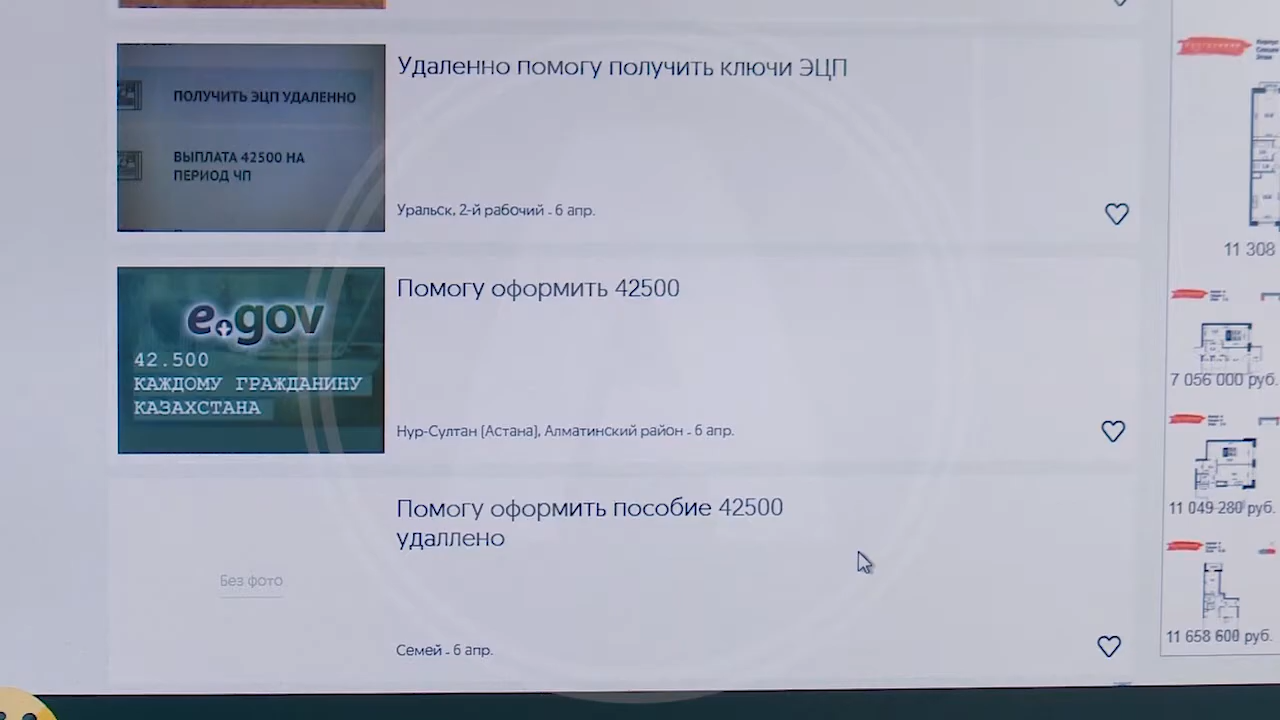 Удаленно помогу получить ключи ЭЦП
ПОЛУЧИТЬ ЭЦП УДАЛЕННО
ВЫПЛАТА 42500 НА
ПЕРИОД ЧП
Уральск, 2-й рабочий - 6 апр.
Помогу оформить 42500
e.gov
42.500
КАЖДОМУ ГРАЖДАНИНУ
КАЗАХСТАНА
Нур-Султан (Астана), Алматинский район - 6 апр.
Помогу оформить пособие 42500
удаллено
Без фото
Семей - 6 апр.
11 308
7 056 000 руб.
11 049 280 руб.
11 658 600 руб.